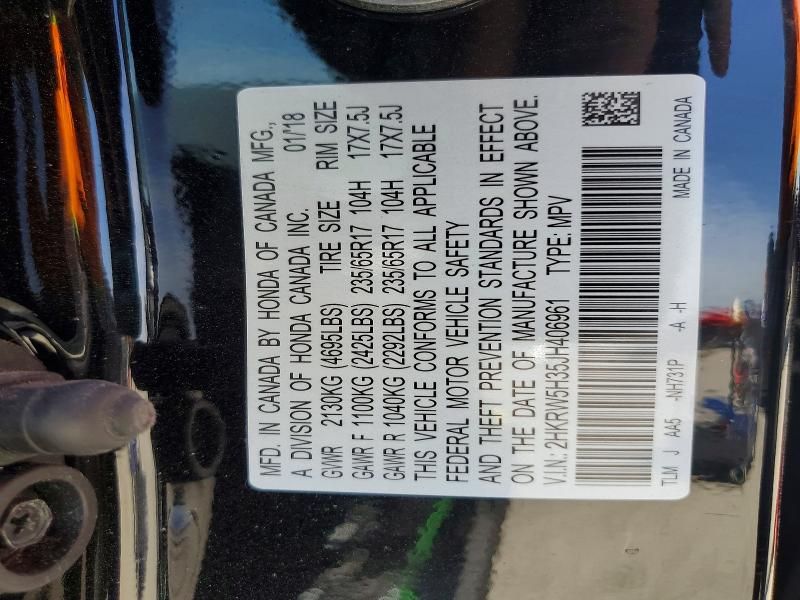 MFD. IN CANADA BY HONDA OF CANADA MFG.,
A DIVISION OF HONDA CANADA INC. 01/'18
GWR 2130KG (4695LBS) TIRE SIZE RIM SIZE
GAWR F 1100KG (2425LBS) 235/65R17 104H 17X7.5J
GAWR R 1040KG (2292LBS) 235/65R17 104H 17X7.5J
THIS VEHICLE CONFORMS TO ALL APPLICABLE
FEDERAL MOTOR VEHICLE SAFETY
AND THEFT PREVENTION STANDARDS IN EFFECT
ON THE DATE OF MANUFACTURE SHOWN ABOVE.
V.I.N.: 2HKRW5H35JH406961 TYPE: MPV
TLM J AA5 -NH731P -A -H MADE IN CANADA